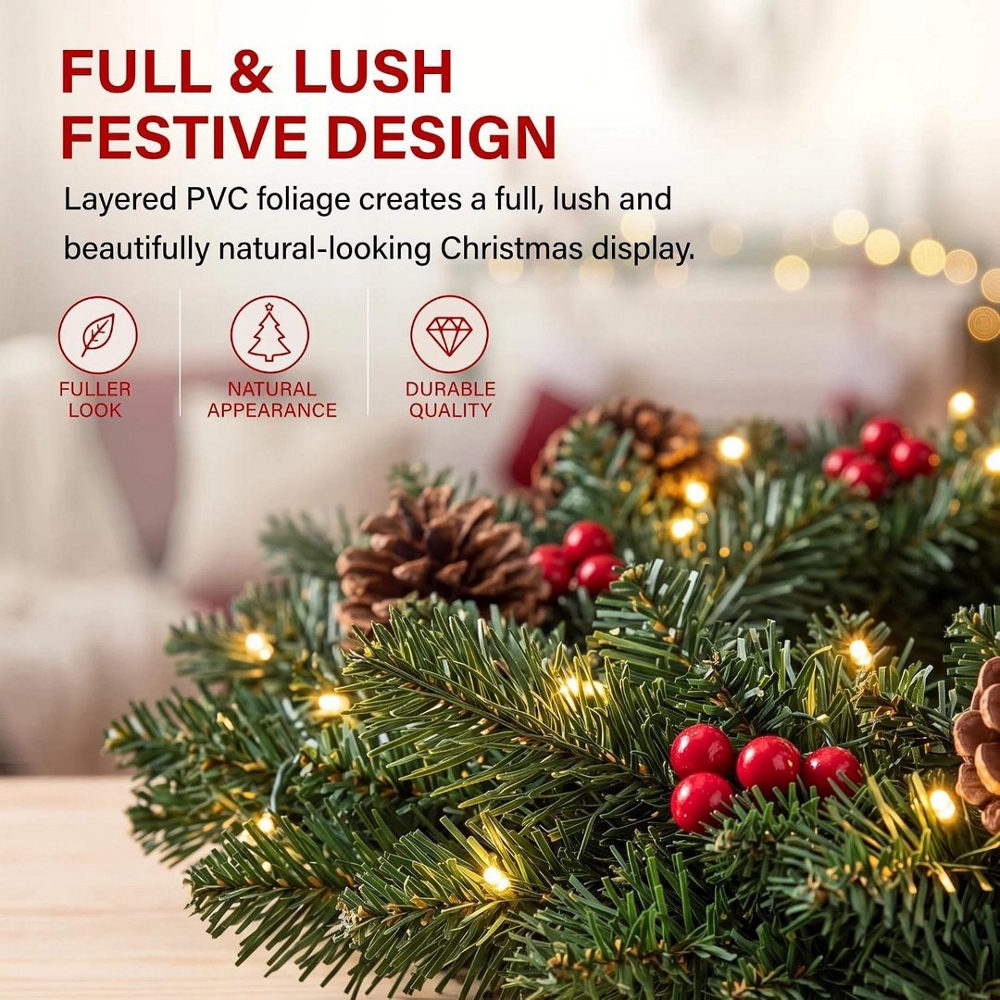 FULL & LUSH
FESTIVE DESIGN
Layered PVC foliage creates a full, lush and
beautifully natural-looking Christmas display.
FULLER
LOOK
NATURAL
APPEARANCE
DURABLE
QUALITY